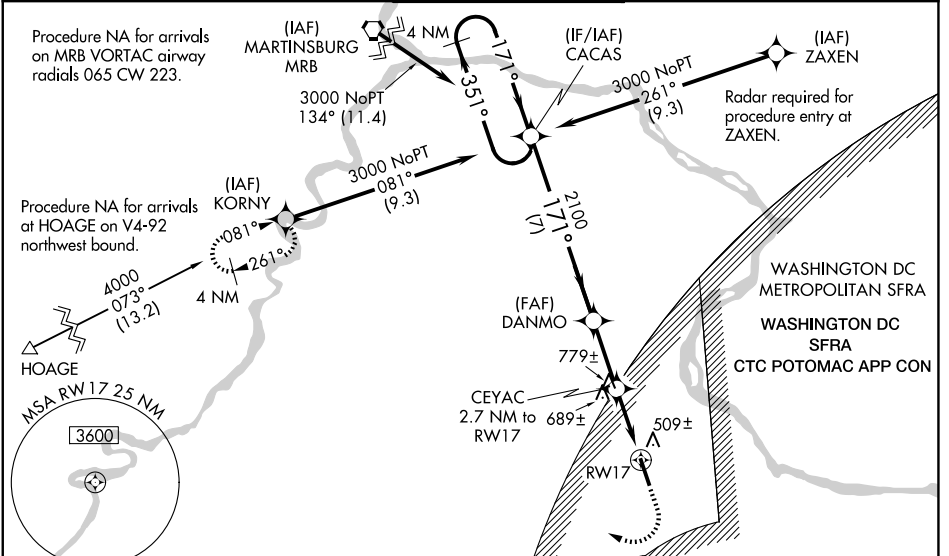 Procedure NA for arrivals
on MRB VORTAC airway
radials 065 CW 223.
(IAF)
MARTINSBURG
MRB
3000 NoPT
134° (11.4)
4 NM
171°
351°
(IF/IAF)
CACAS
(IAF)
ZAXEN
3000 NoPT
261°
(9.3)
Radar required for
procedure entry at
ZAXEN.
3000 NoPT
081°
(9.3)
(IAF)
KORNY
081°
261°
4 NM
Procedure NA for arrivals
at HOAGE on V4-92
northwest bound.
4000
073°
(13.2)
HOAGE
2100
171°
(7)
(FAF)
DANMO
779±
CEYAC
2.7 NM to
RW17
689±
509±
RW17
WASHINGTON DC
METROPOLITAN SFRA
WASHINGTON DC
SFRA
CTC POTOMAC APP CON
MSA RW17 25 NM
3600